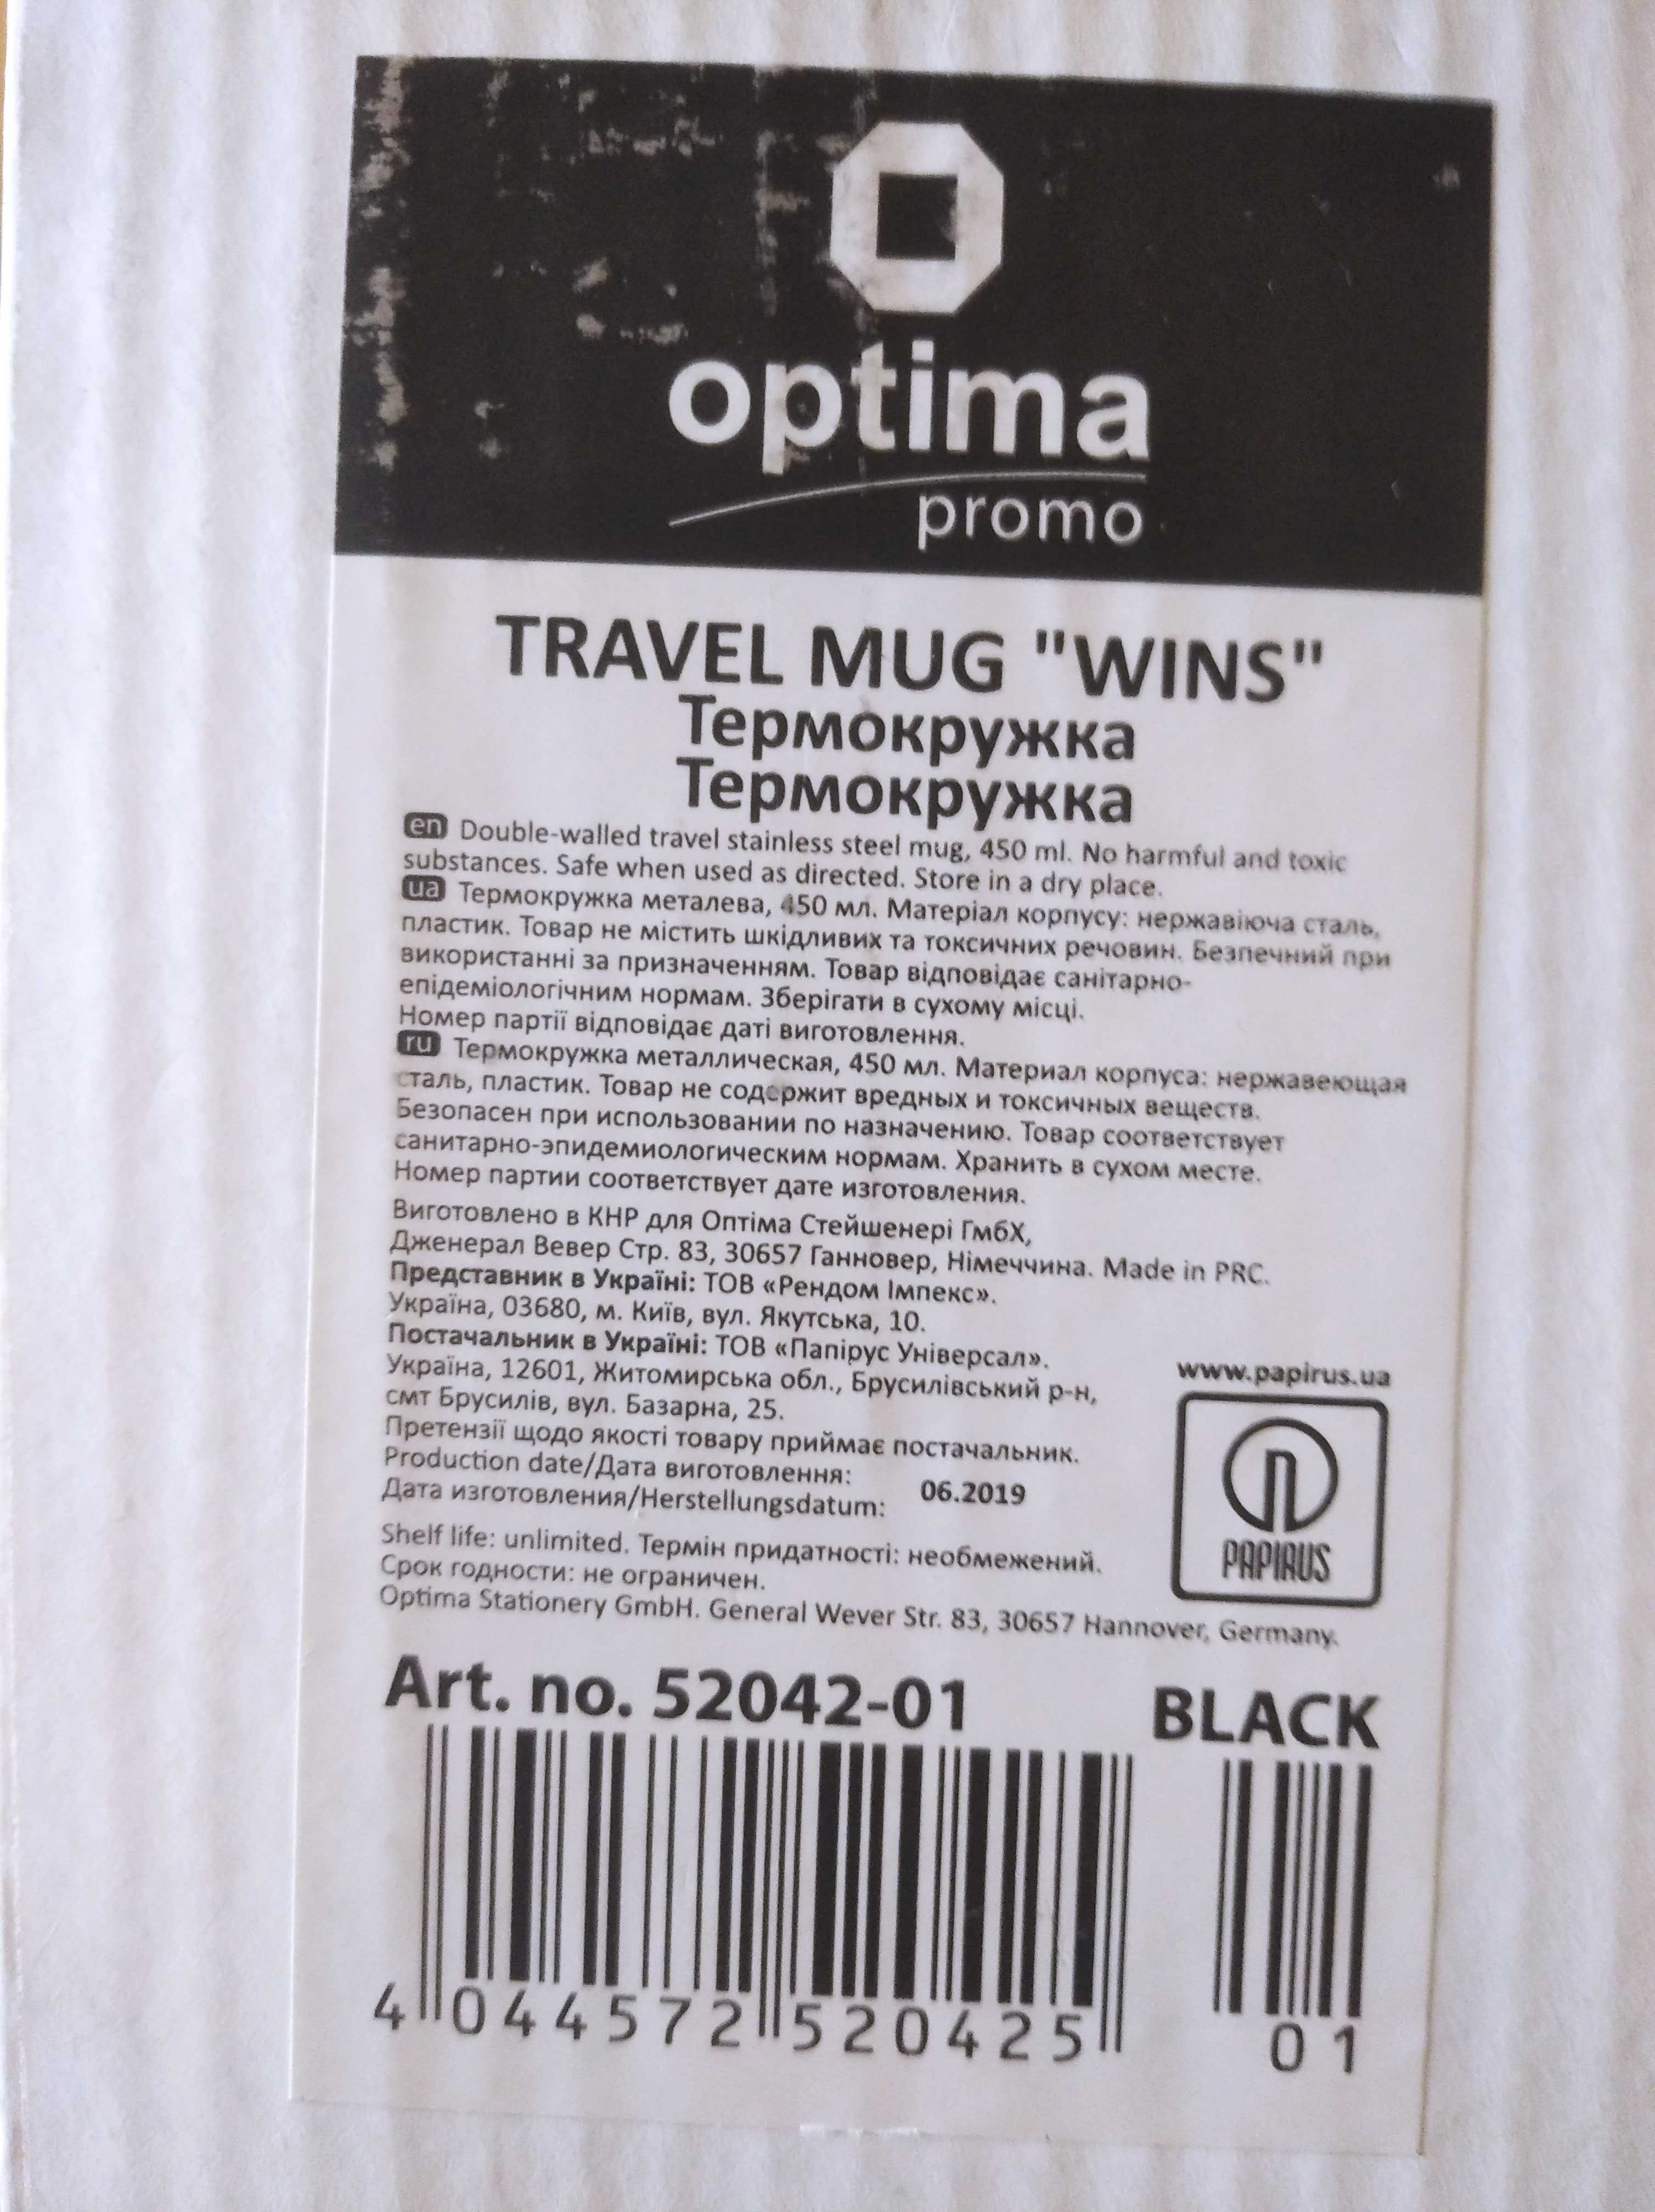 optima
promo
TRAVEL MUG "WINS"
Термокружка
Термокружка
en Double-walled travel stainless steel mug, 450 ml. No harmful and toxic
substances. Safe when used as directed. Store in a dry place.
ua Термокружка металева, 450 мл. Матеріал корпусу: нержавіюча сталь,
пластик. Товар не містить шкідливих та токсичних речовин. Безпечний при
використанні за призначенням. Товар відповідає санітарно-
епідеміологічним нормам. Зберігати в сухому місці.
Номер партії відповідає даті виготовлення.
ru Термокружка металлическая, 450 мл. Материал корпуса: нержавеющая
сталь, пластик. Товар не содержит вредных и токсичных веществ.
Безопасен при использовании по назначению. Товар соответствует
санитарно-эпидемиологическим нормам. Хранить в сухом месте.
Номер партии соответствует дате изготовления.
Виготовлено в КНР для Оптіма Стейшенері ГмбХ,
Дженерал Вевер Стр. 83, 30657 Ганновер, Німеччина. Made in PRC.
Представник в Україні: ТОВ «Рендом Імпекс».
Україна, 03680, м. Київ, вул. Якутська, 10.
Постачальник в Україні: ТОВ «Папірус Універсал».
Україна, 12601, Житомирська обл., Брусилівський р-н,
смт Брусилів, вул. Базарна, 25.
Претензії щодо якості товару приймає постачальник.
www.papirus.ua
PAPIRUS
Production date/Дата виготовлення:
Дата изготовления/Herstellungsdatum: 06.2019
Shelf life: unlimited. Термін придатності: необмежений.
Срок годности: не ограничен.
Optima Stationery GmbH. General Wever Str. 83, 30657 Hannover, Germany.
Art. no. 52042-01 BLACK
4 044572 520425 01